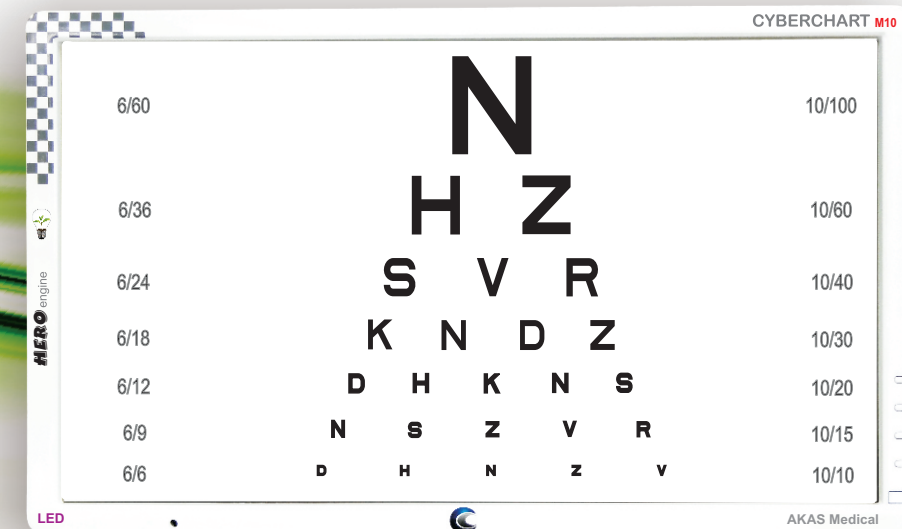 CYBERCHART M10
6/60 N 10/100
6/36 H Z 10/60
6/24 S V R 10/40
6/18 K N D Z 10/30
6/12 D H K N S 10/20
6/9 N S Z V R 10/15
6/6 D H N Z V 10/10
HERO engine
LED
AKAS Medical